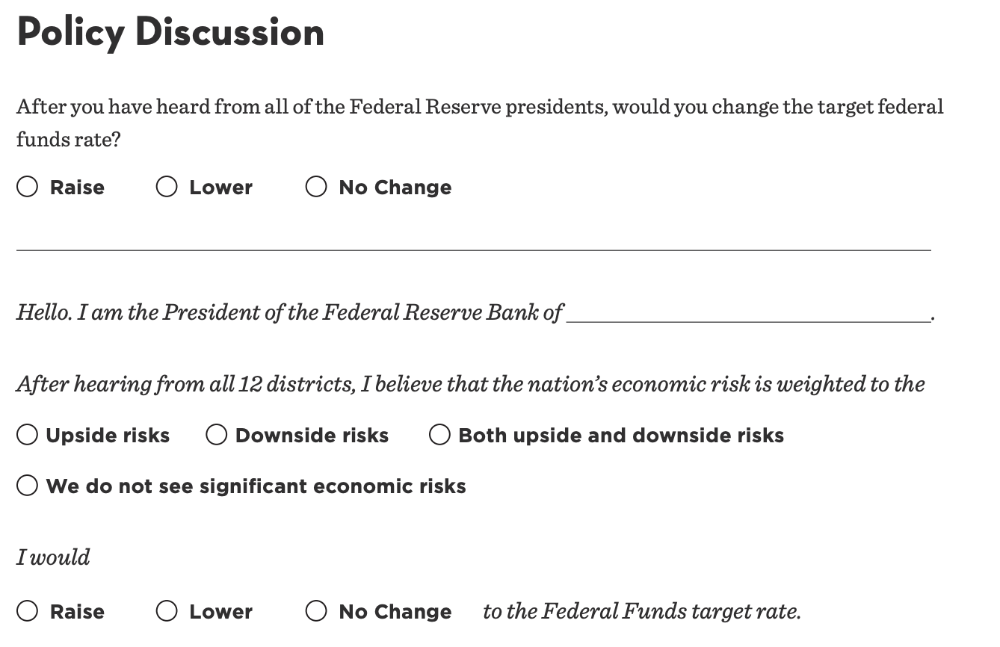 Policy Discussion
After you have heard from all of the Federal Reserve presidents, would you change the target federal
funds rate?
Raise Lower No Change
Hello. I am the President of the Federal Reserve Bank of ______________________.
After hearing from all 12 districts, I believe that the nation’s economic risk is weighted to the
Upside risks Downside risks Both upside and downside risks
We do not see significant economic risks
I would
Raise Lower No Change to the Federal Funds target rate.